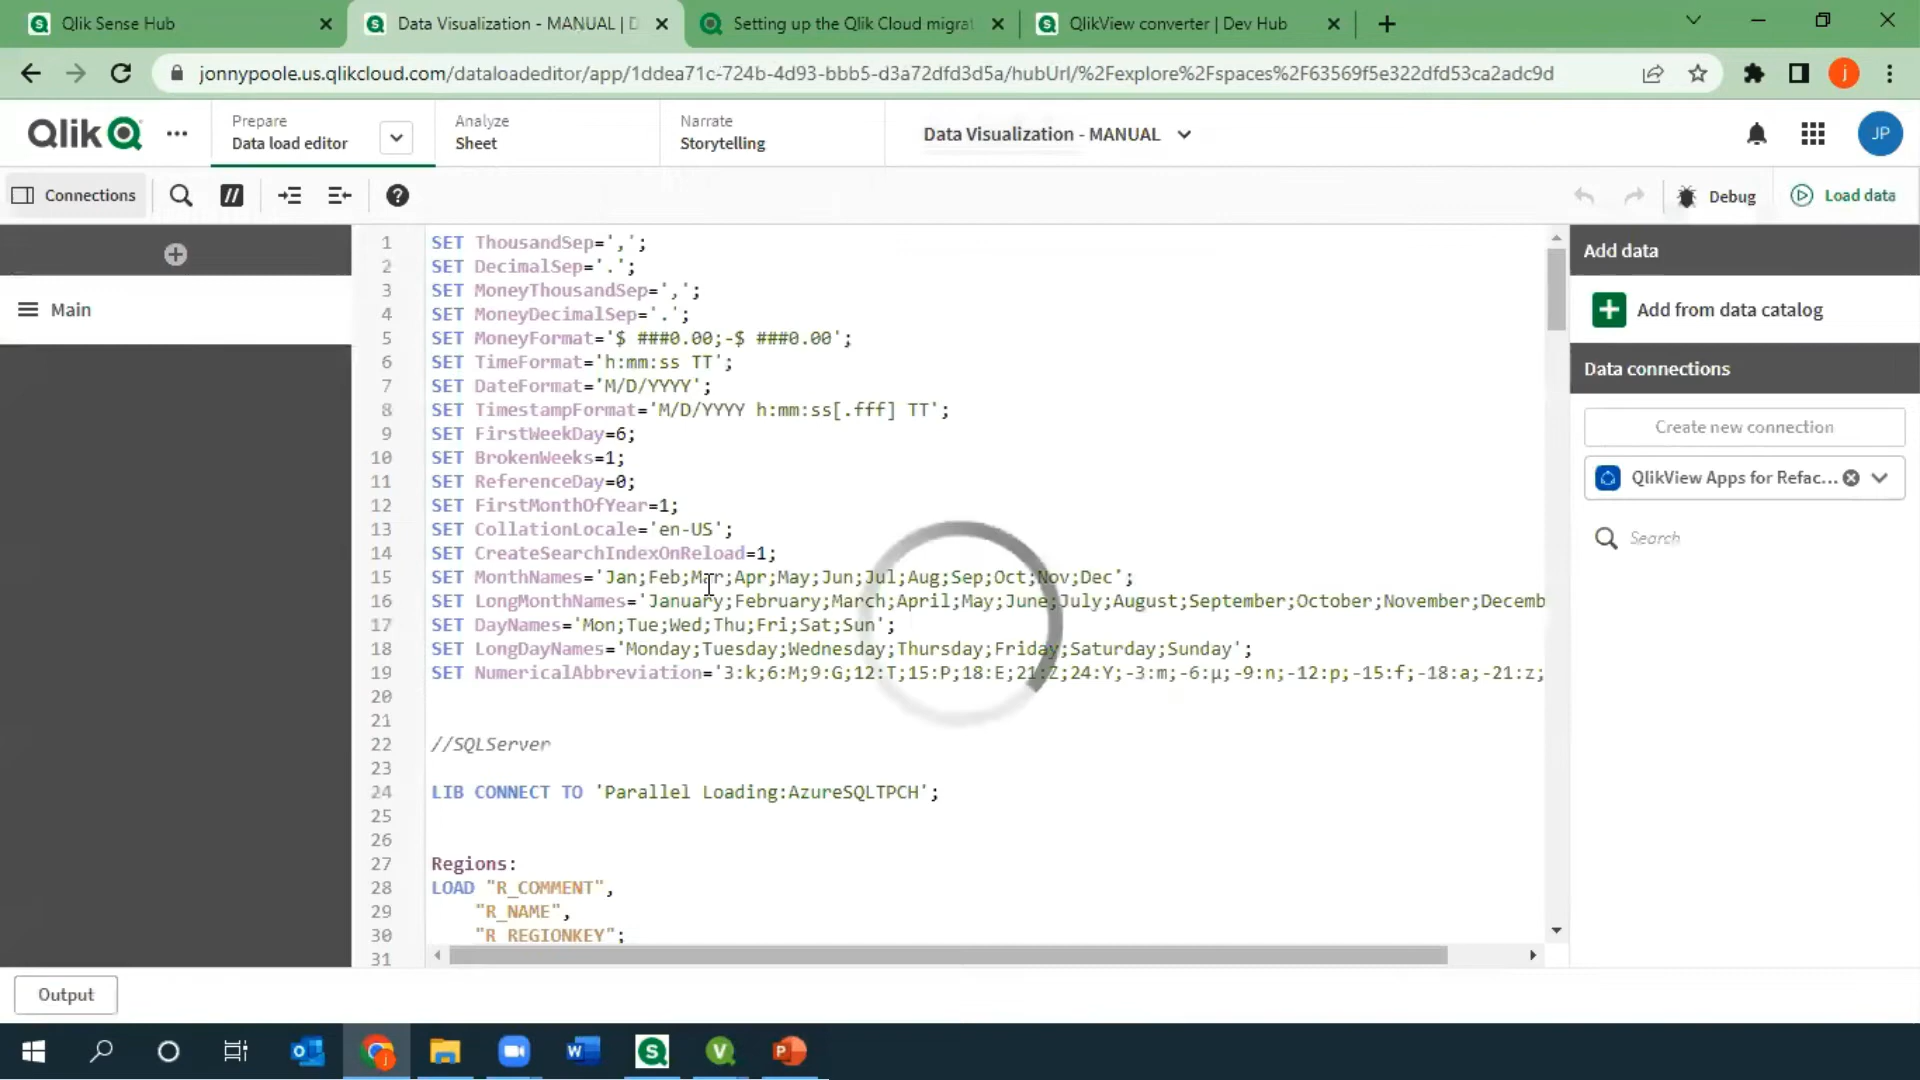 Qlik Sense Hub
Data Visualization - MANUAL | D
Setting up the Qlik Cloud migrat
QlikView converter | Dev Hub
jonnypoole.us.qlikcloud.com/dataloadeditor/app/1ddea71c-724b-4d93-bbb5-d3a72dfd3d5a/hubUrl/%2Fexplore%2Fspaces%2F63569f5e322dfd53ca2adc9d
j
Qlik
Prepare
Data load editor
Analyze
Sheet
Narrate
Storytelling
Data Visualization - MANUAL
JP
Connections
//
?
Debug
Load data
Main
1 SET ThousandSep=',';
2 SET DecimalSep='.';
3 SET MoneyThousandSep=',';
4 SET MoneyDecimalSep='.';
5 SET MoneyFormat='$ ###0.00;-$ ###0.00';
6 SET TimeFormat='h:mm:ss TT';
7 SET DateFormat='M/D/YYYY';
8 SET TimestampFormat='M/D/YYYY h:mm:ss[.fff] TT';
9 SET FirstWeekDay=6;
10 SET BrokenWeeks=1;
11 SET ReferenceDay=0;
12 SET FirstMonthOfYear=1;
13 SET CollationLocale='en-US';
14 SET CreateSearchIndexOnReload=1;
15 SET MonthNames='Jan;Feb;Mar;Apr;May;Jun;Jul;Aug;Sep;Oct;Nov;Dec';
16 SET LongMonthNames='January;February;March;April;May;June;July;August;September;October;November;Decemb
17 SET DayNames='Mon;Tue;Wed;Thu;Fri;Sat;Sun';
18 SET LongDayNames='Monday;Tuesday;Wednesday;Thursday;Friday;Saturday;Sunday';
19 SET NumericalAbbreviation='3:k;6:M;9:G;12:T;15:P;18:E;21:Z;24:Y;-3:m;-6:μ;-9:n;-12:p;-15:f;-18:a;-21:z;
20
21
22 //SQLServer
23
24 LIB CONNECT TO 'Parallel Loading:AzureSQLTPCH';
25
26
27 Regions:
28 LOAD "R_COMMENT",
29 "R_NAME",
30 "R_REGIONKEY";
31
Add data
Add from data catalog
Data connections
Create new connection
QlikView Apps for Refac...
Search
Output